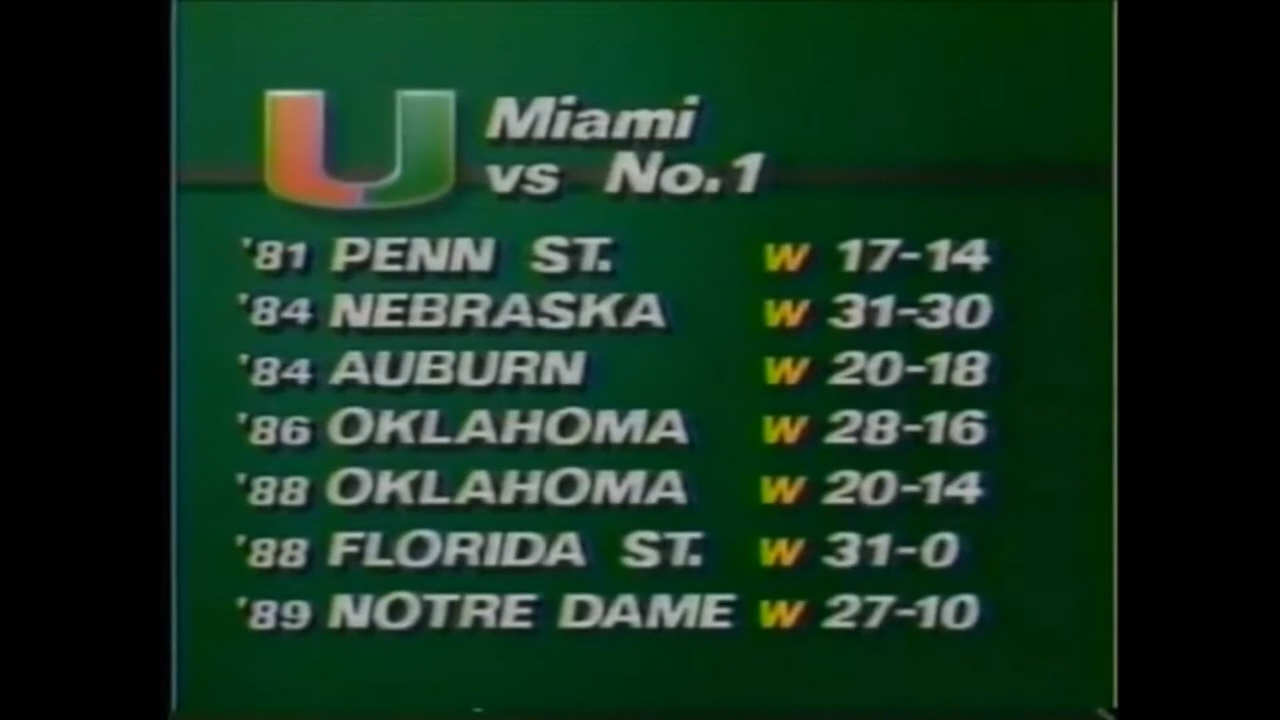 U Miami
vs No.1
'81 PENN ST. W 17-14
'84 NEBRASKA W 31-30
'84 AUBURN W 20-18
'86 OKLAHOMA W 28-16
'88 OKLAHOMA W 20-14
'88 FLORIDA ST. W 31-0
'89 NOTRE DAME W 27-10